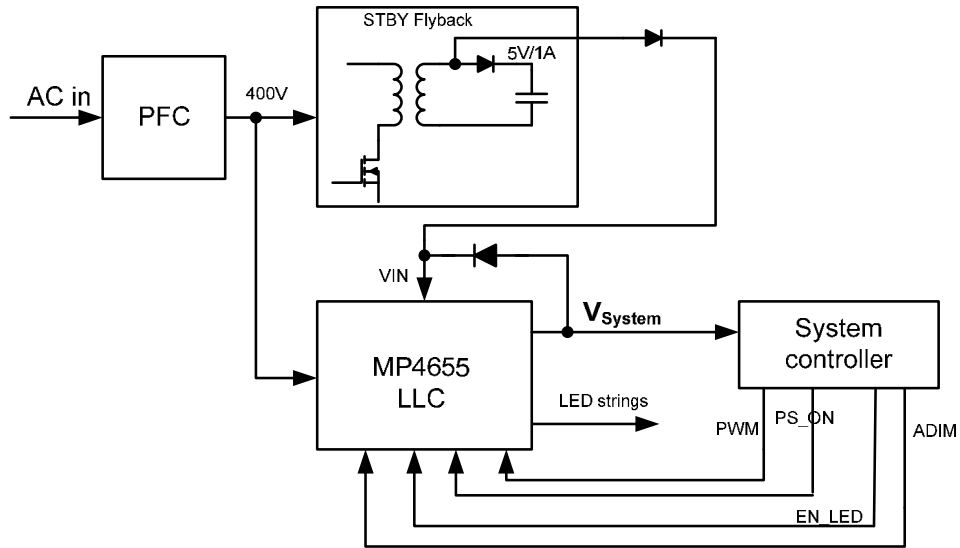 STBY Flyback
5V/1A
AC in
PFC
400V
VIN
VSystem
MP4655
LLC
System
controller
LED strings
PWM
PS_ON
ADIM
EN_LED